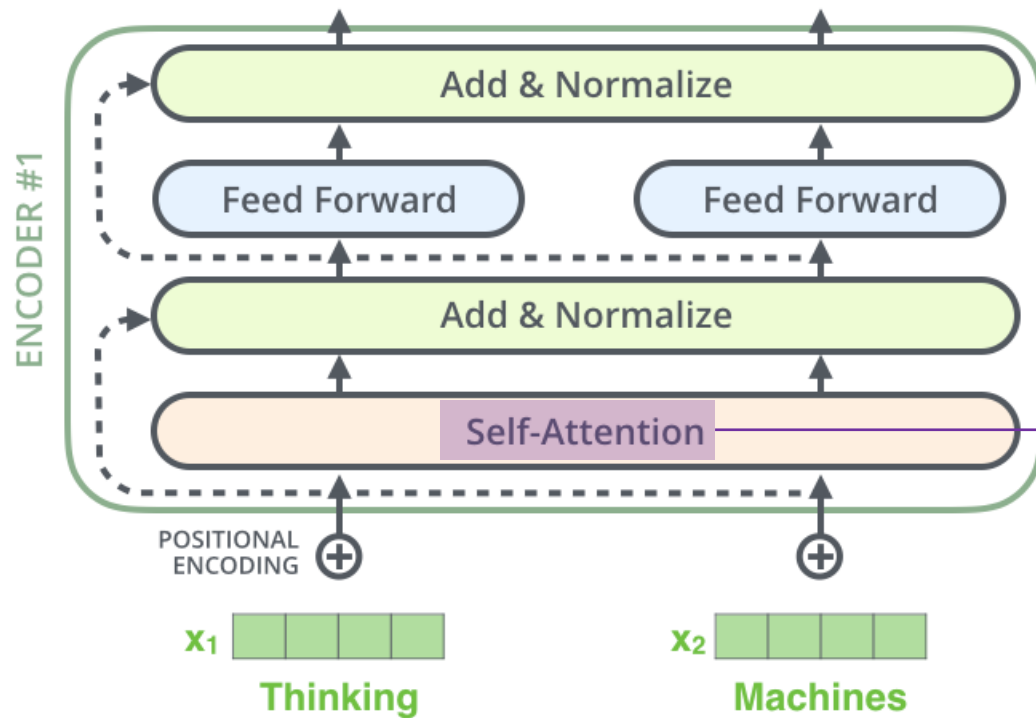 ENCODER #1
Add & Normalize
Feed Forward Feed Forward
Add & Normalize
Self-Attention
POSITIONAL
ENCODING
x₁ x₂
Thinking Machines